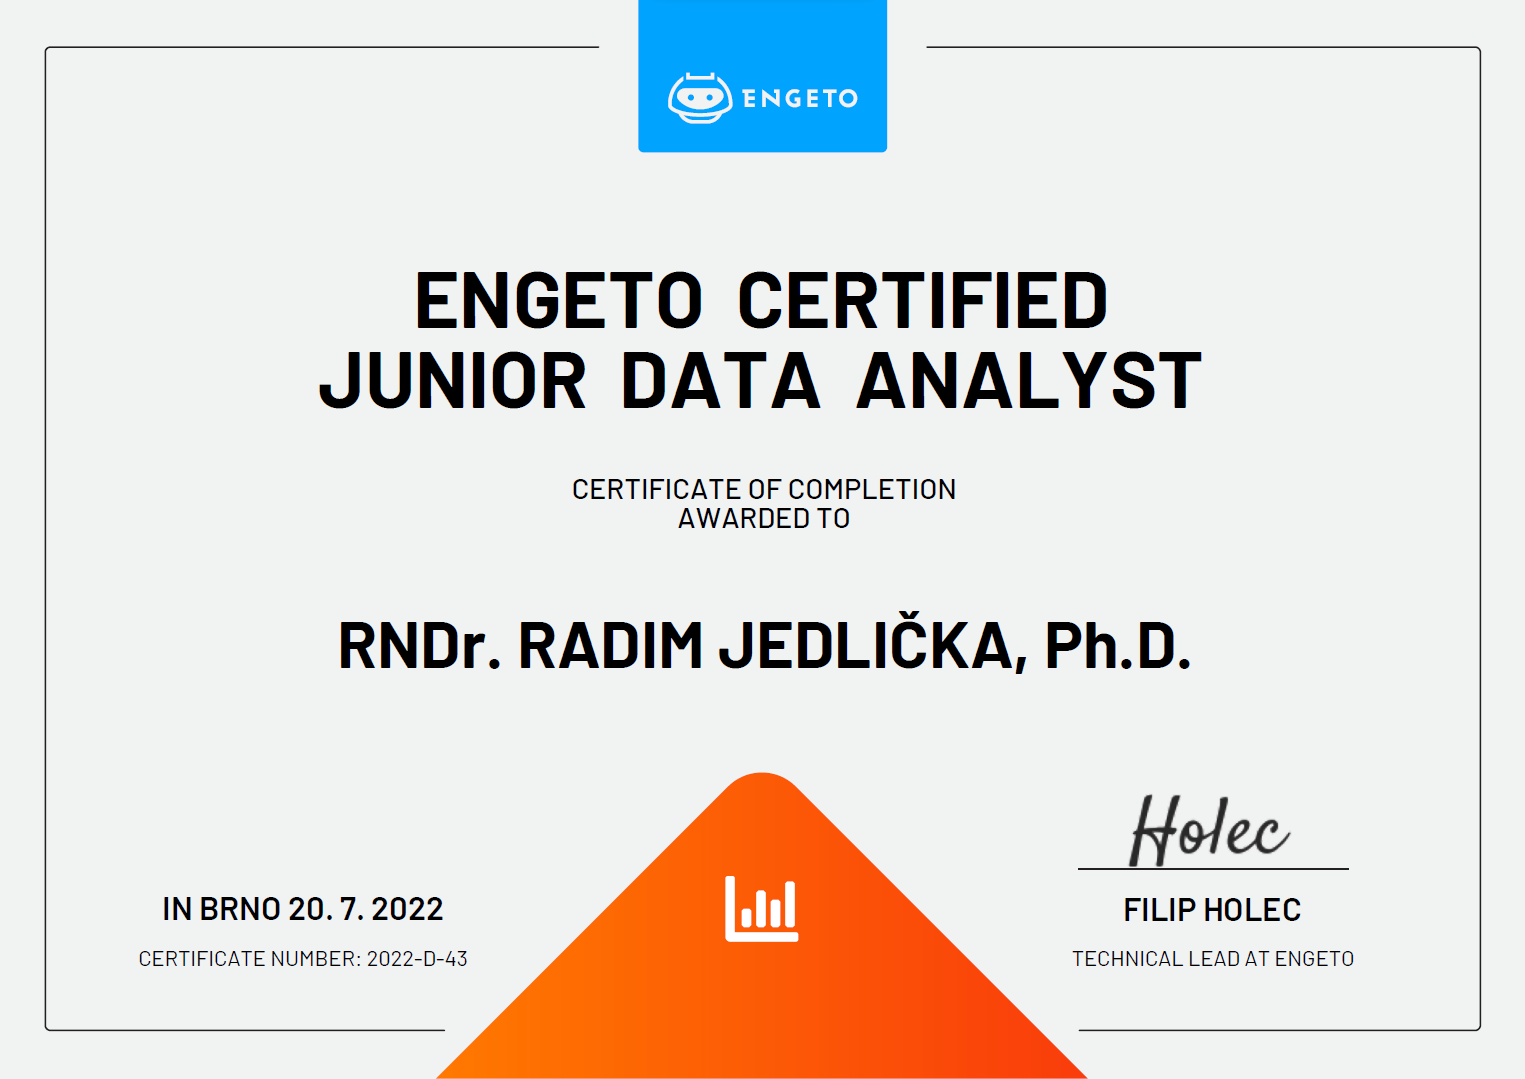 ENGETO
ENGETO CERTIFIED
JUNIOR DATA ANALYST
CERTIFICATE OF COMPLETION
AWARDED TO
RNDr. RADIM JEDLIČKA, Ph.D.
IN BRNO 20. 7. 2022
CERTIFICATE NUMBER: 2022-D-43
Holec
FILIP HOLEC
TECHNICAL LEAD AT ENGETO